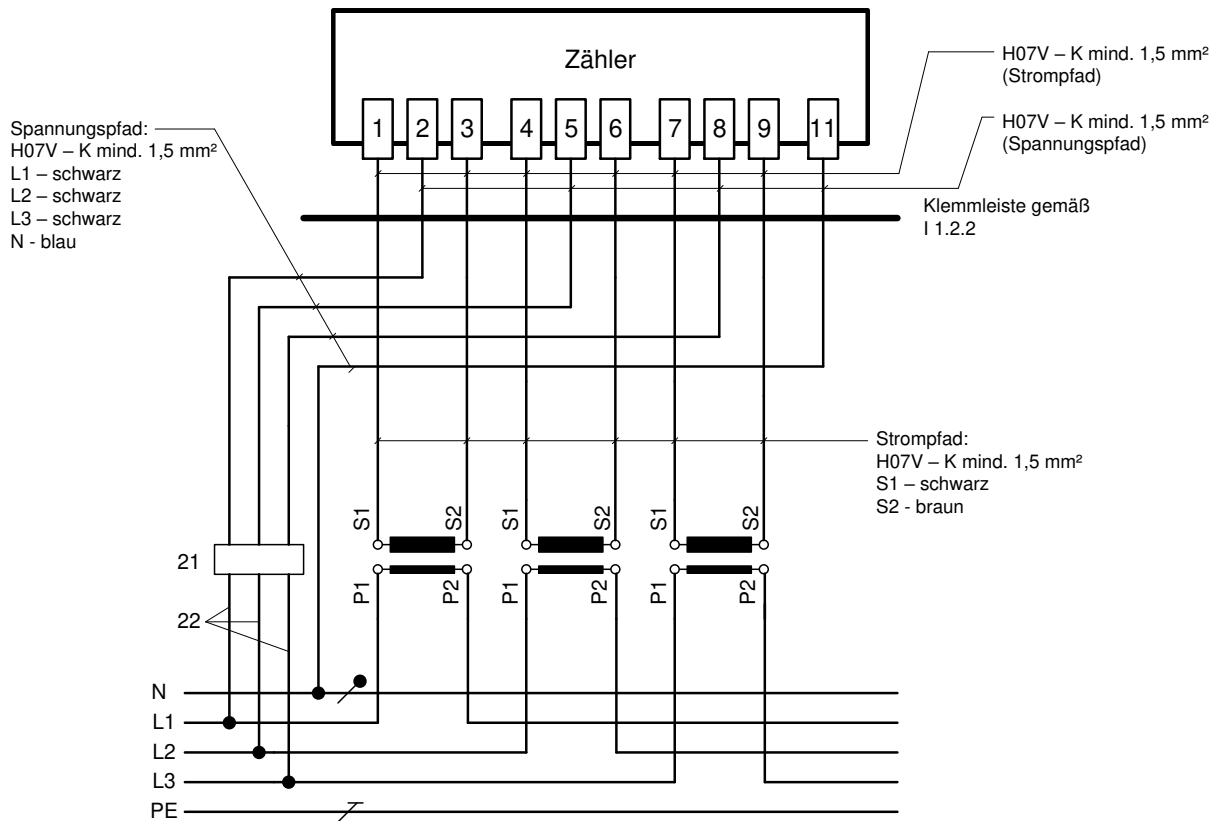 Zähler
1 2 3 4 5 6 7 8 9 11
H07V – K mind. 1,5 mm²
(Strompfad)
H07V – K mind. 1,5 mm²
(Spannungspfad)
Spannungspfad:
H07V – K mind. 1,5 mm²
L1 – schwarz
L2 – schwarz
L3 – schwarz
N - blau
Klemmleiste gemäß
I 1.2.2
Strompfad:
H07V – K mind. 1,5 mm²
S1 – schwarz
S2 - braun
S1 S2 S1 S2 S1 S2
P1 P2 P1 P2 P1 P2
21
22
N
L1
L2
L3
PE